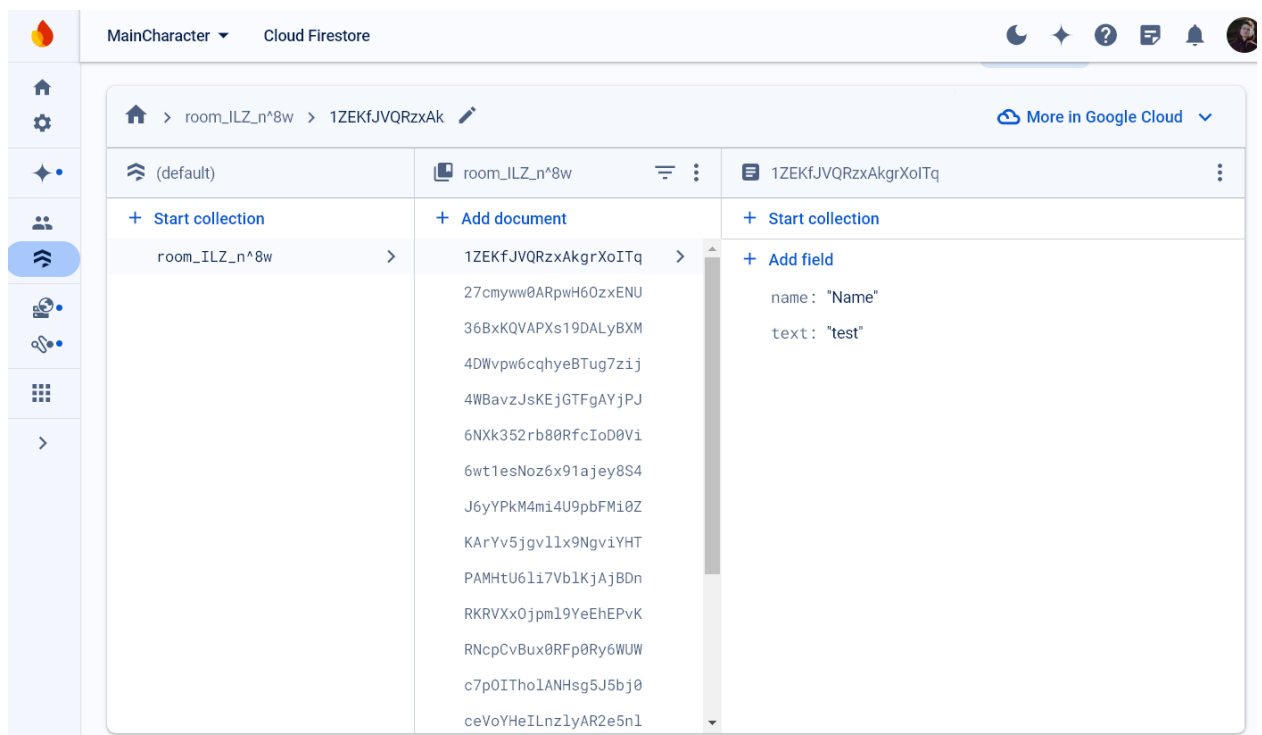 MainCharacter Cloud Firestore
room_ILZ_n^8w 1ZEKfJVQRzxAk More in Google Cloud
(default) room_ILZ_n^8w 1ZEKfJVQRzxAkgrXoITq
+ Start collection + Add document + Start collection
room_ILZ_n^8w 1ZEKfJVQRzxAkgrXoITq + Add field
27cmyww0ARpwH6OzxENU name: "Name"
36BxKQVAPXs19DALyBXM text: "test"
4DWvpw6cqhyeBTug7zij
4WBavzJsKEjGTFgAYjPJ
6NXk352rb80RfcIoD0Vi
6wt1esNoz6x91ajey8S4
J6yYPkM4mi4U9pbFMi0Z
KArYv5jgvllx9NgviYHT
PAMHtU6li7VblKjAjBDn
RKRVXxOjpml9YeEhEPvK
RNcpCvBux0RFp0Ry6WUW
c7pOITholANHsg5J5bj0
ceVoYHeILnzlyAR2e5nl